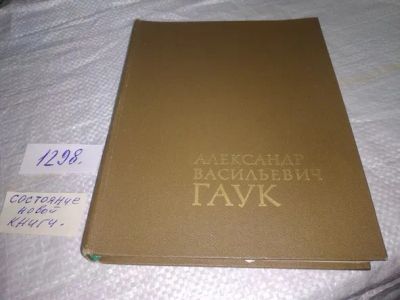 АЛЕКСАНДР
ВАСИЛЬЕВИЧ
ГАУК
1298.
СОСТОЯНИЕ
НОВОЙ
КНИГИ.